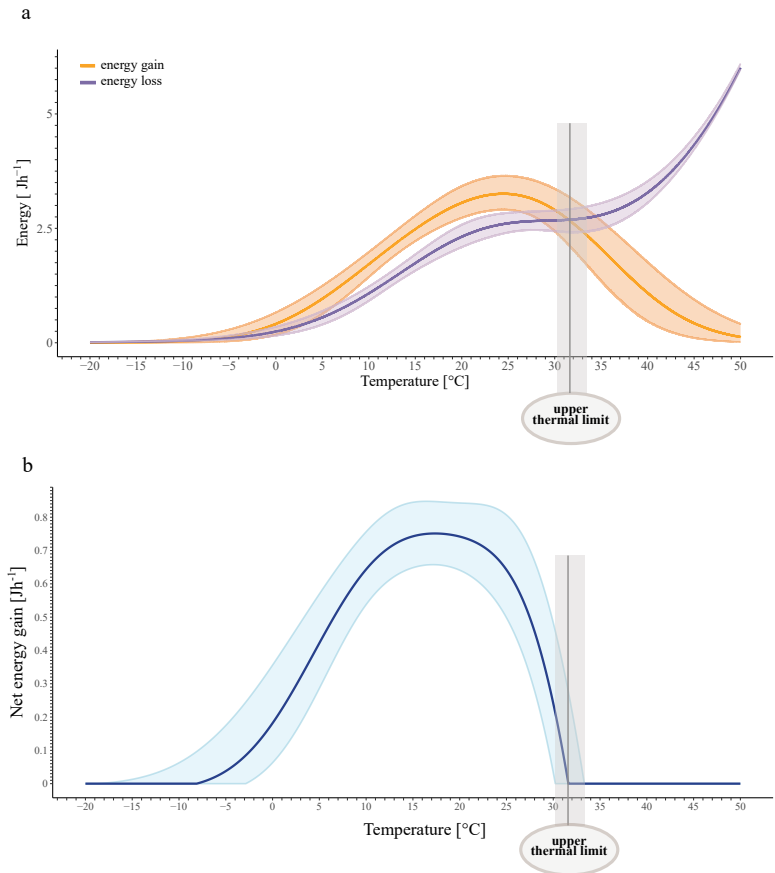 a
energy gain
energy loss
Energy [ Jh⁻¹]
5
2.5
0
−20 −15 −10 −5 0 5 10 15 20 25 30 35 40 45 50
Temperature [°C]
upper
thermal limit
b
Net energy gain [Jh⁻¹]
0.8
0.7
0.6
0.5
0.4
0.3
0.2
0.1
0
−20 −15 −10 −5 0 5 10 15 20 25 30 35 40 45 50
Temperature [°C]
upper
thermal limit